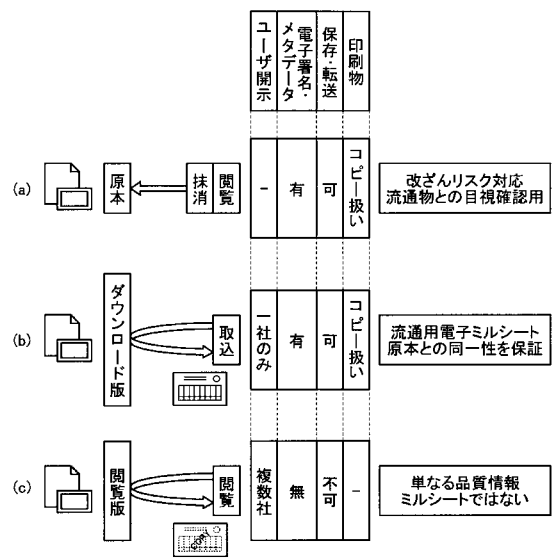 ユーザ開示
電子署名・
メタデータ
保存・転送
印刷物
(a)
原本
抹消
閲覧
-
有
可
コピー扱い
改ざんリスク対応
流通物との目視確認用
(b)
ダウンロード版
取込
一社のみ
有
可
コピー扱い
流通用電子ミルシート
原本との同一性を保証
(c)
閲覧版
閲覧
COPY
複数社
無
不可
-
単なる品質情報
ミルシートではない